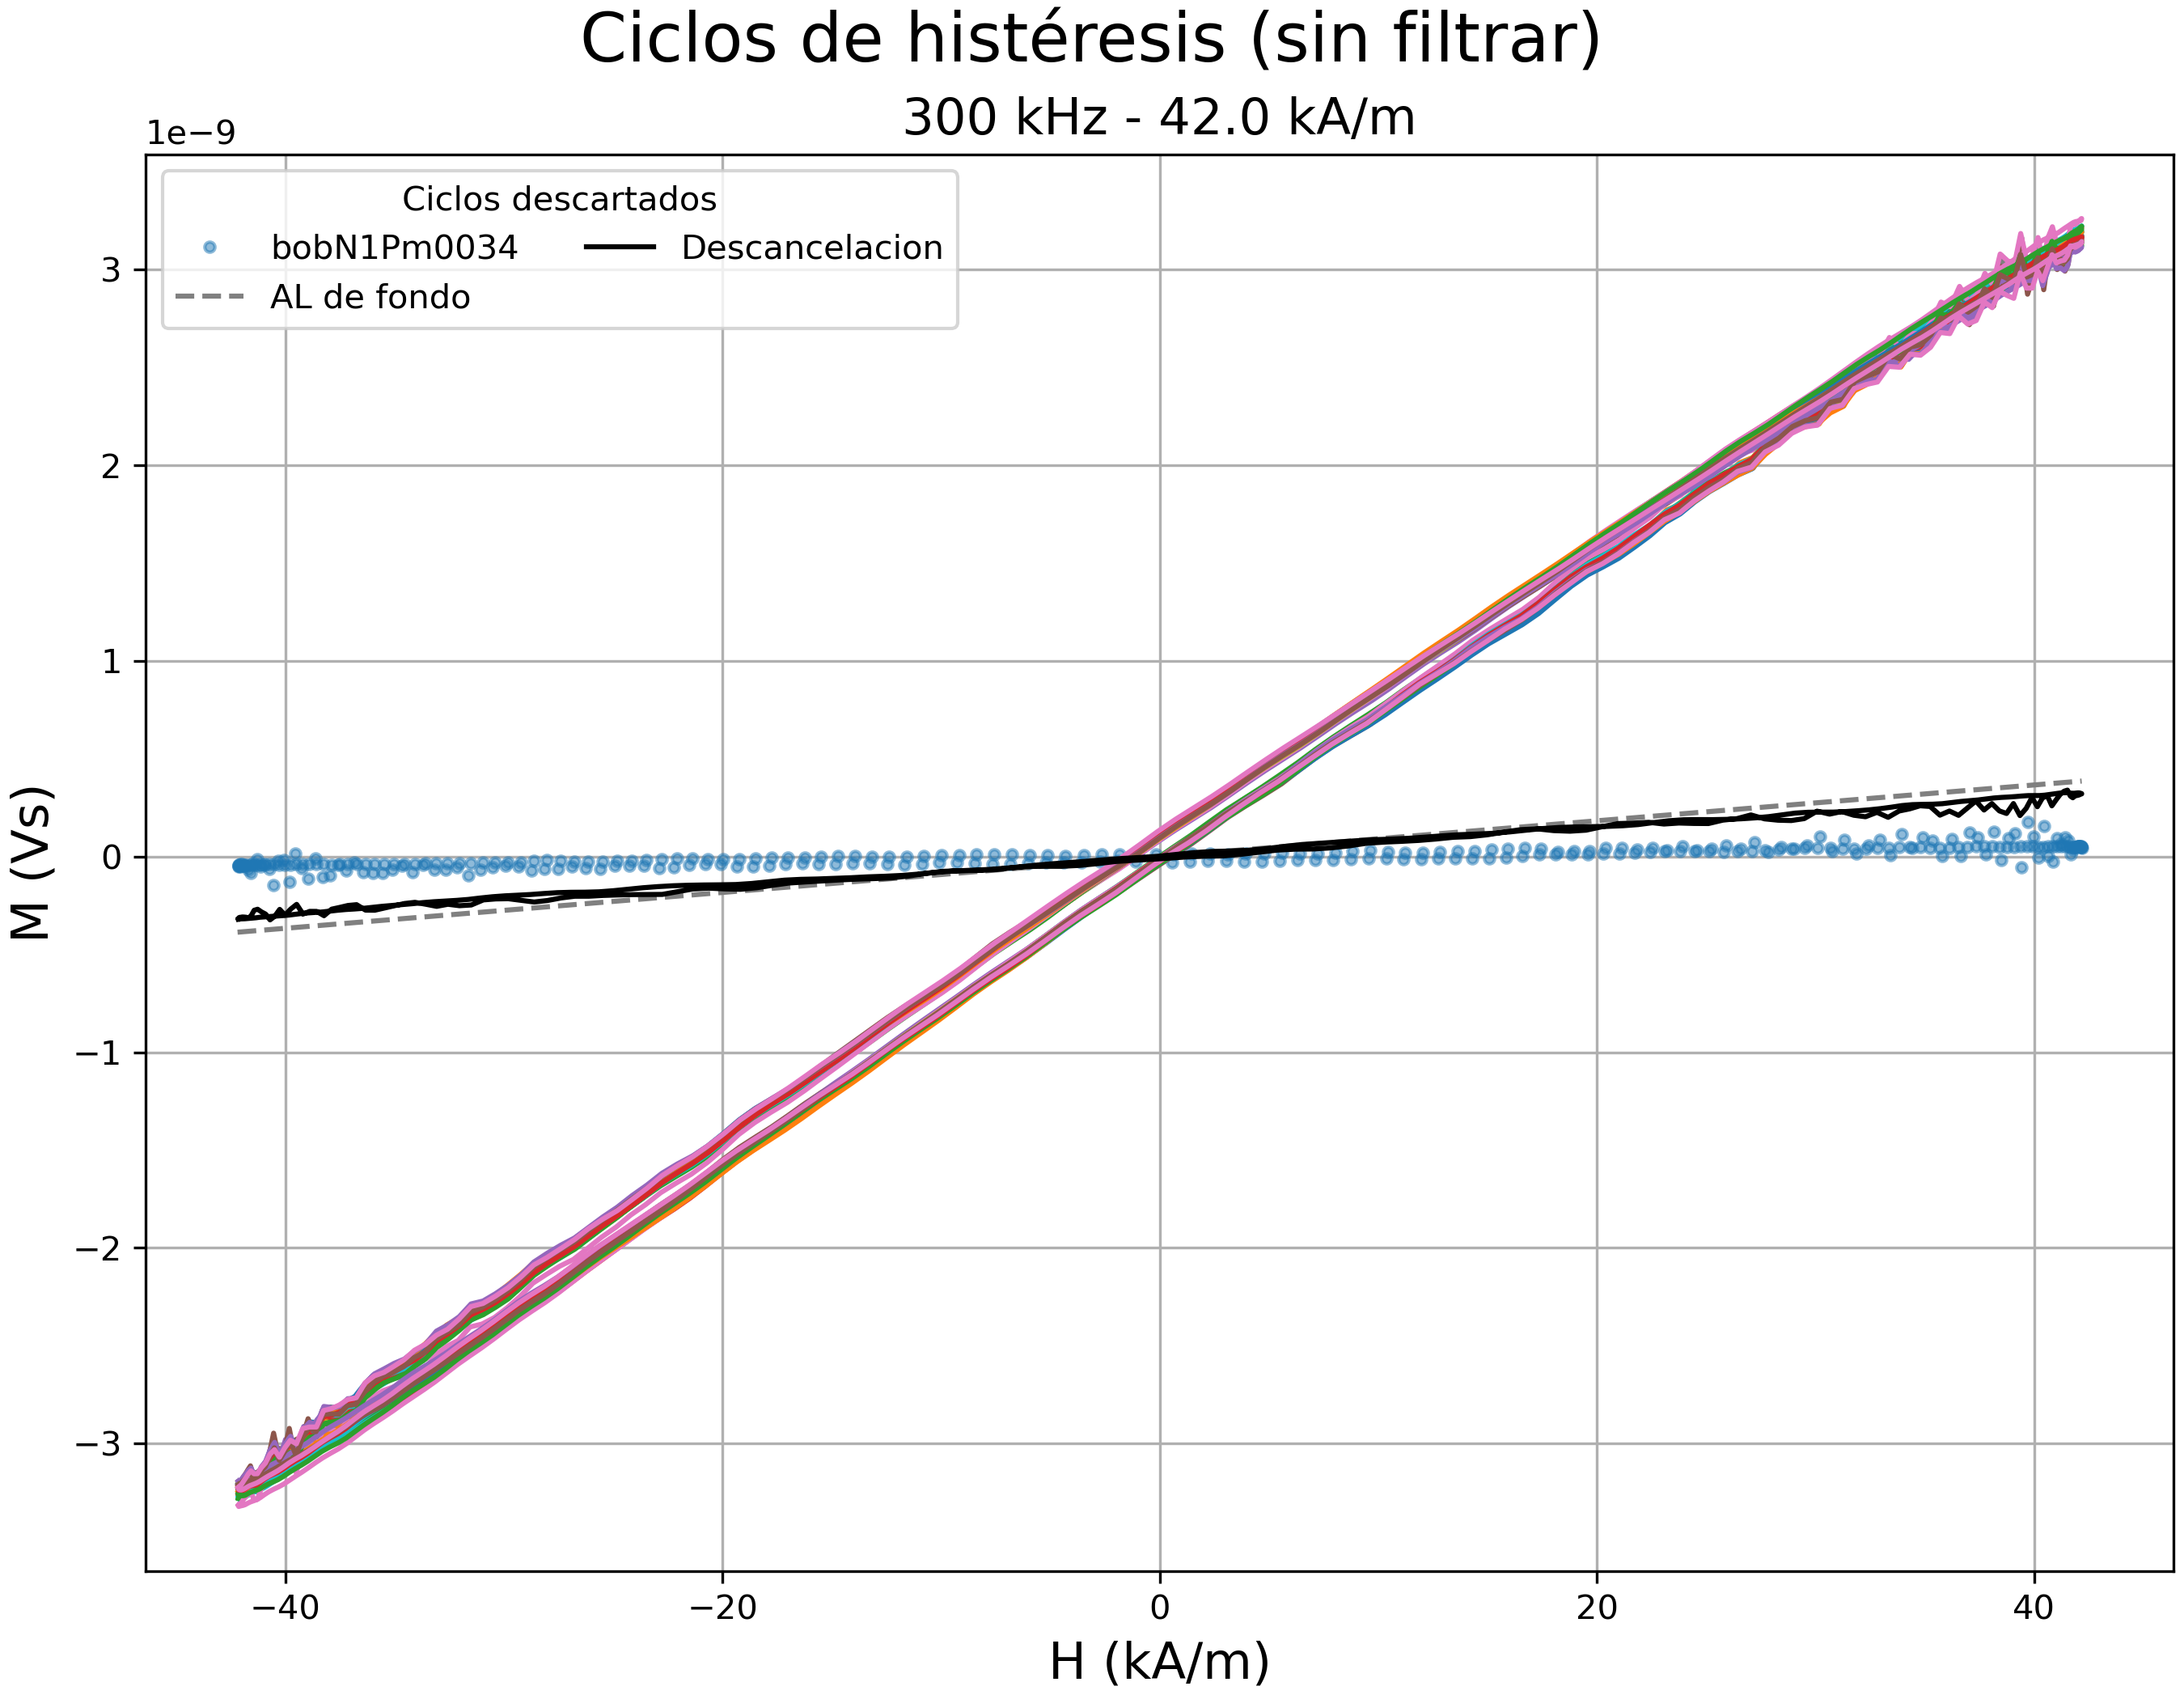 Ciclos de histéresis (sin filtrar)
300 kHz - 42.0 kA/m
1e−9
Ciclos descartados
bobN1Pm0034
Descancelacion
AL de fondo
3
2
1
0
−1
−2
−3
M (Vs)
−40
−20
0
20
40
H (kA/m)